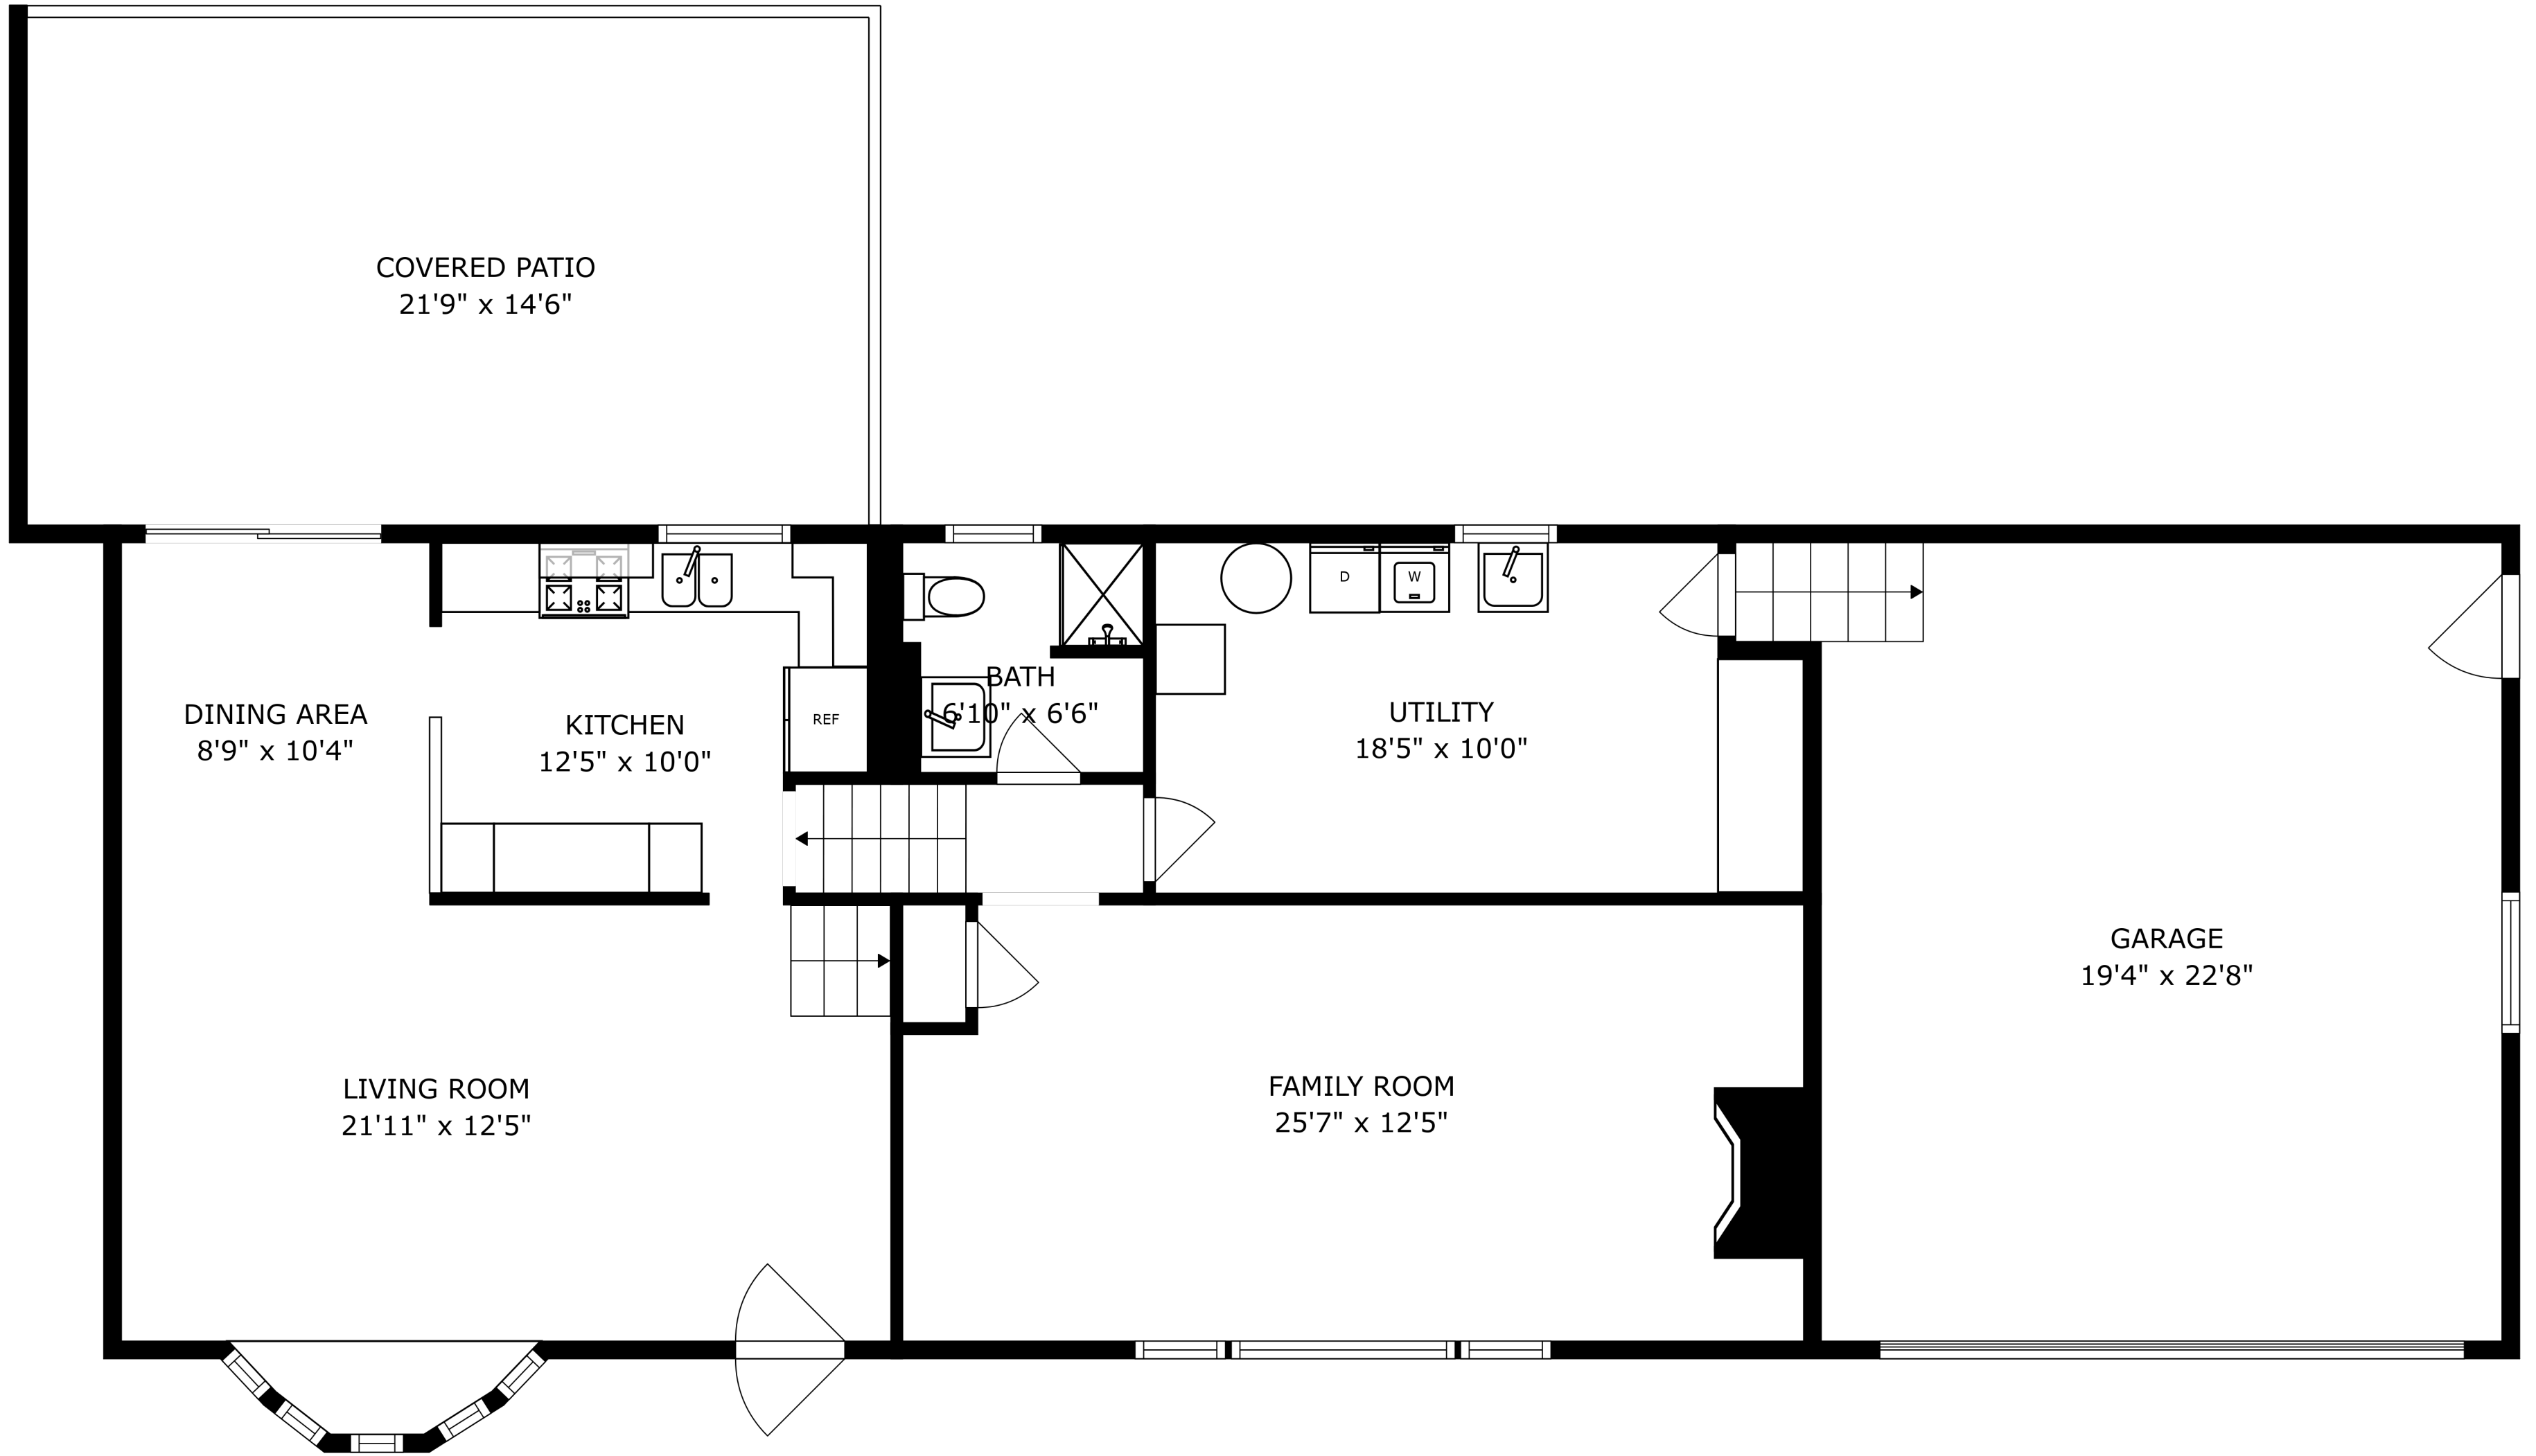 COVERED PATIO
21'9" x 14'6"
D
W
DINING AREA
8'9" x 10'4"
KITCHEN
12'5" x 10'0"
REF
BATH
6'10" x 6'6"
UTILITY
18'5" x 10'0"
GARAGE
19'4" x 22'8"
LIVING ROOM
21'11" x 12'5"
FAMILY ROOM
25'7" x 12'5"